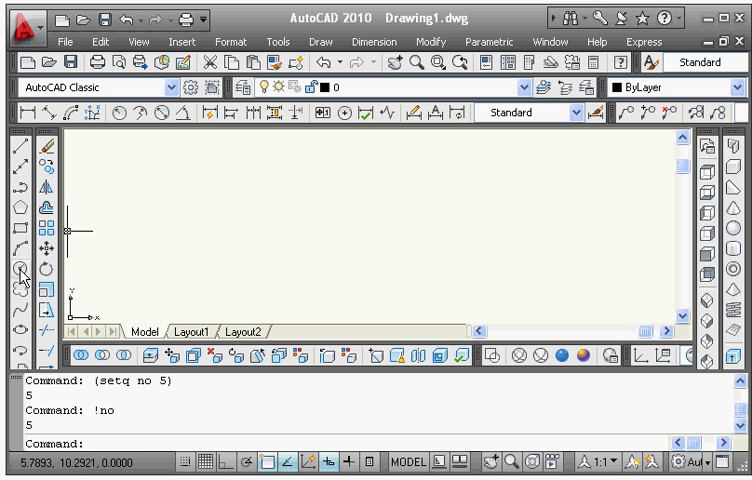 AutoCAD 2010 Drawing1.dwg
File Edit View Insert Format Tools Draw Dimension Modify Parametric Window Help Express
Standard
AutoCAD Classic 0 ByLayer
Standard
Y
X
Model Layout1 Layout2
Command: (setq no 5)
5
Command: !no
5
Command:
5.7893, 10.2921, 0.0000 MODEL 1:1